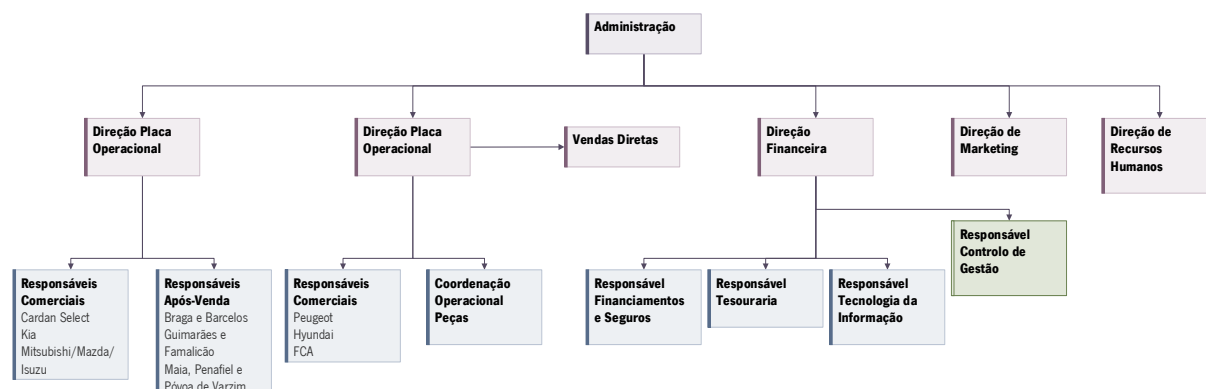 Administração
Direção Placa
Operacional
Direção Placa
Operacional
Vendas Diretas
Direção
Financeira
Direção de
Marketing
Direção de
Recursos
Humanos
Responsável
Controlo de
Gestão
Responsáveis
Comerciais
Cardan Select
Kia
Mitsubishi/Mazda/
Isuzu
Responsáveis
Após-Venda
Braga e Barcelos
Guimarães e
Famalicão
Maia, Penafiel e
Póvoa de Varzim
Responsáveis
Comerciais
Peugeot
Hyundai
FCA
Coordenação
Operacional
Peças
Responsável
Financiamentos
e Seguros
Responsável
Tesouraria
Responsável
Tecnologia da
Informação